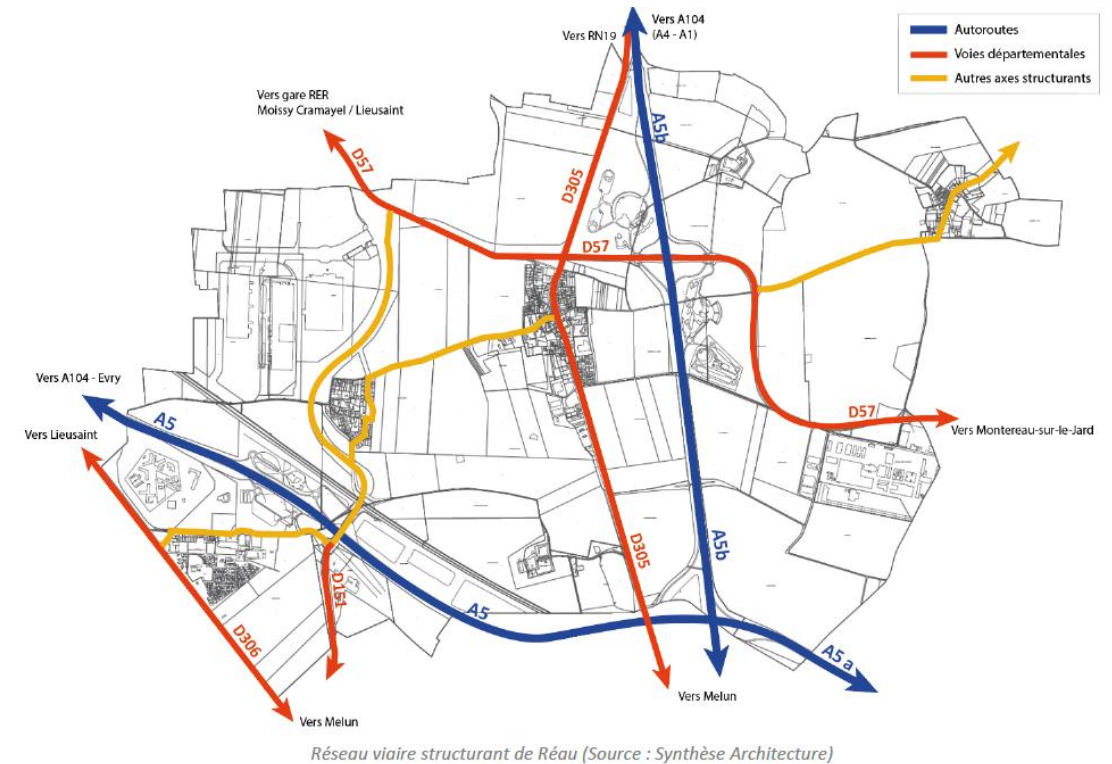 Vers A104
(A4 - A1)
Vers RN19
Autoroutes
Voies départementales
Autres axes structurants
Vers gare RER
Moissy Cramayel / Lieusaint
A5b
D57
D305
D57
Vers A104 - Evry
A5
D57
Vers Lieusaint
Vers Montereau-sur-le-Jard
A5b
D305
D151
A5
D306
A5 a
Vers Melun
Vers Melun
Réseau viaire structurant de Réau (Source : Synthèse Architecture)